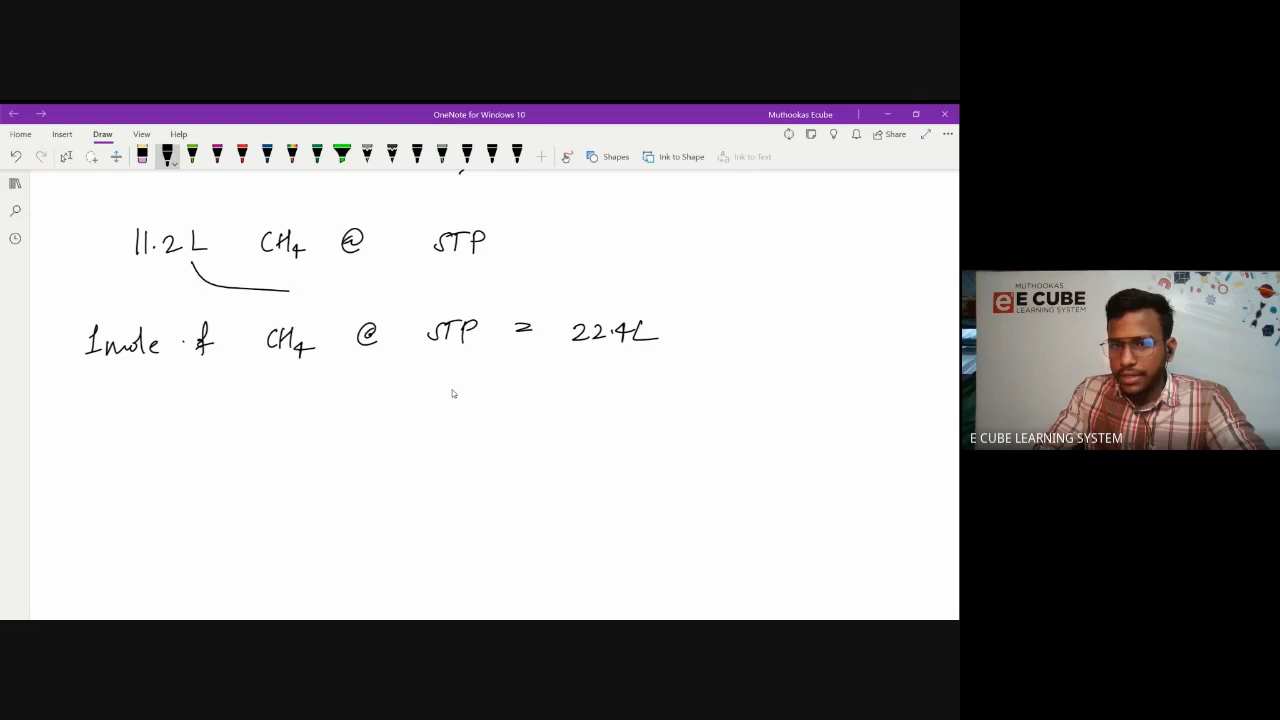 OneNote for Windows 10
Muthookas Ecube
Home Insert Draw View Help
Share
Shapes Ink to Shape Ink to Text
11.2 L CH4 @ STP
1 mole of CH4 @ STP = 22.4L
MUTHOOKAS
e E CUBE
LEARNING SYSTEM
E CUBE LEARNING SYSTEM